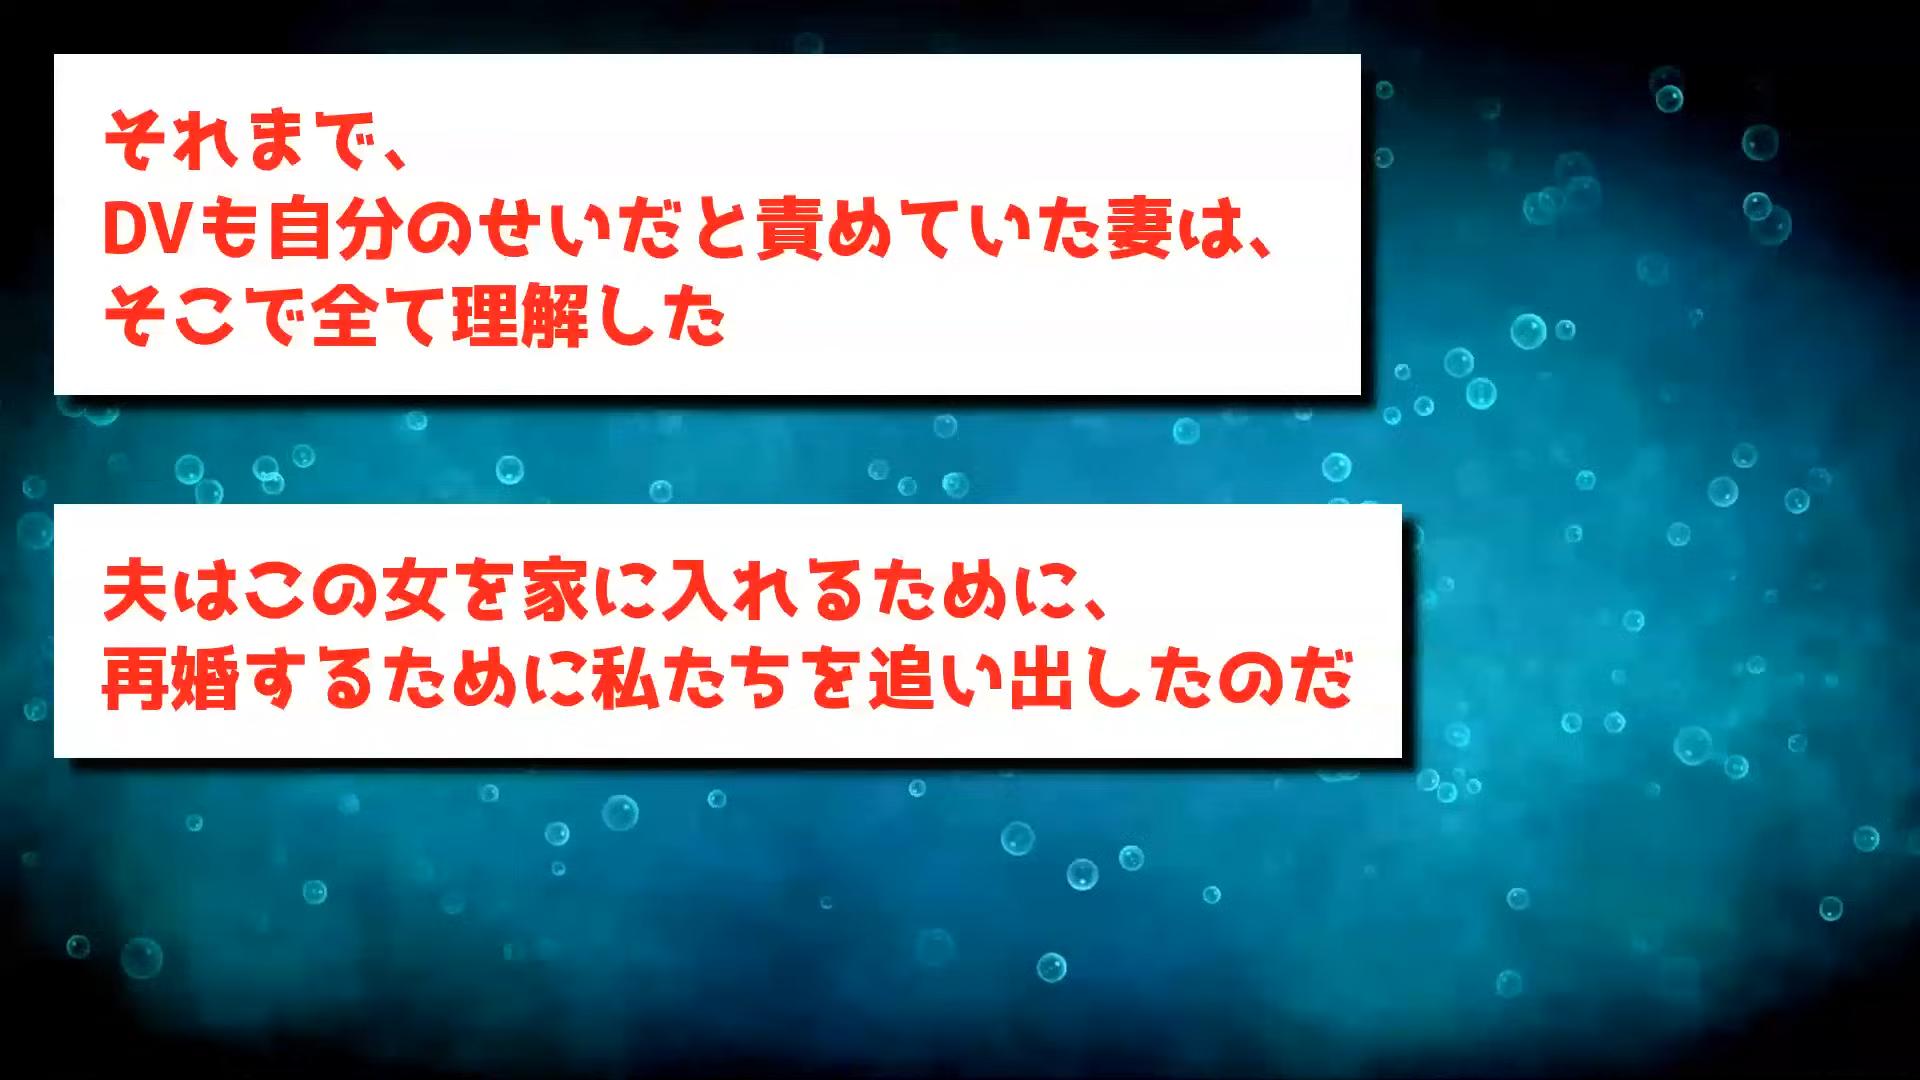 それまで、
DVも自分のせいだと責めていた妻は、
そこで全て理解した
夫はこの女を家に入れるために、
再婚するために私たちを追い出したのだ